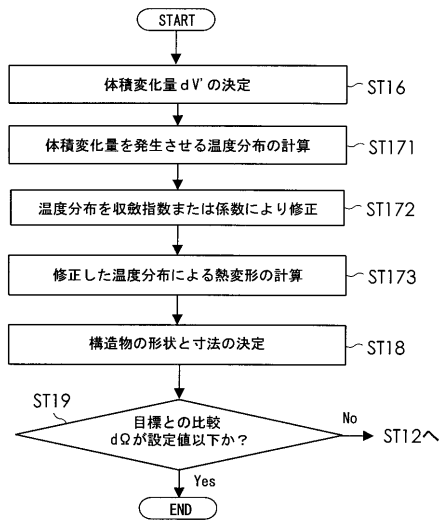 START
体積変化量dV'の決定
ST16
体積変化量を発生させる温度分布の計算
ST171
温度分布を収斂指数または係数により修正
ST172
修正した温度分布による熱変形の計算
ST173
構造物の形状と寸法の決定
ST18
ST19
目標との比較
dΩが設定値以下か？
No
ST12へ
Yes
END